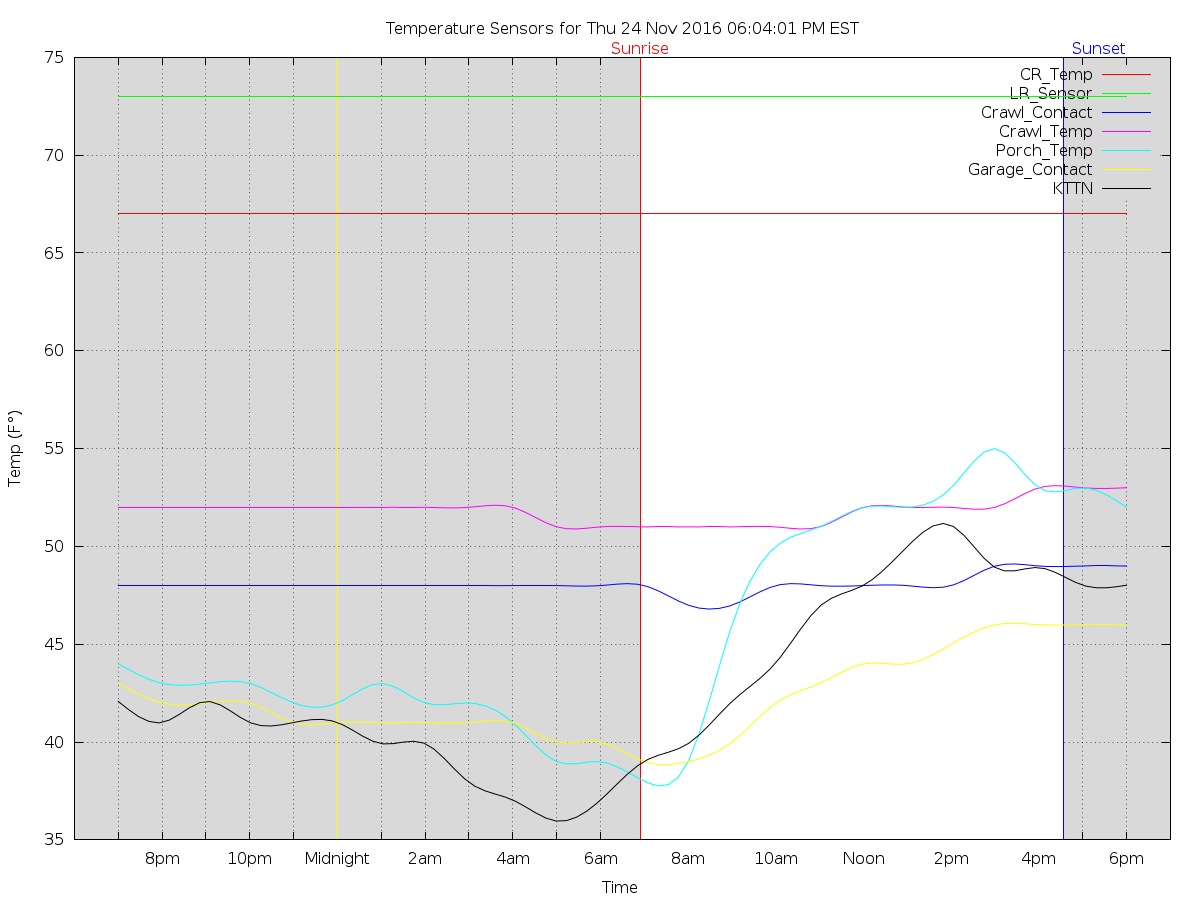 Temperature Sensors for Thu 24 Nov 2016 06:04:01 PM EST
Sunrise
Sunset
CR_Temp
LR_Sensor
Crawl_Contact
Crawl_Temp
Porch_Temp
Garage_Contact
KTTN
75
70
65
60
55
50
45
40
35
Temp (F°)
8pm
10pm
Midnight
2am
4am
6am
8am
10am
Noon
2pm
4pm
6pm
Time